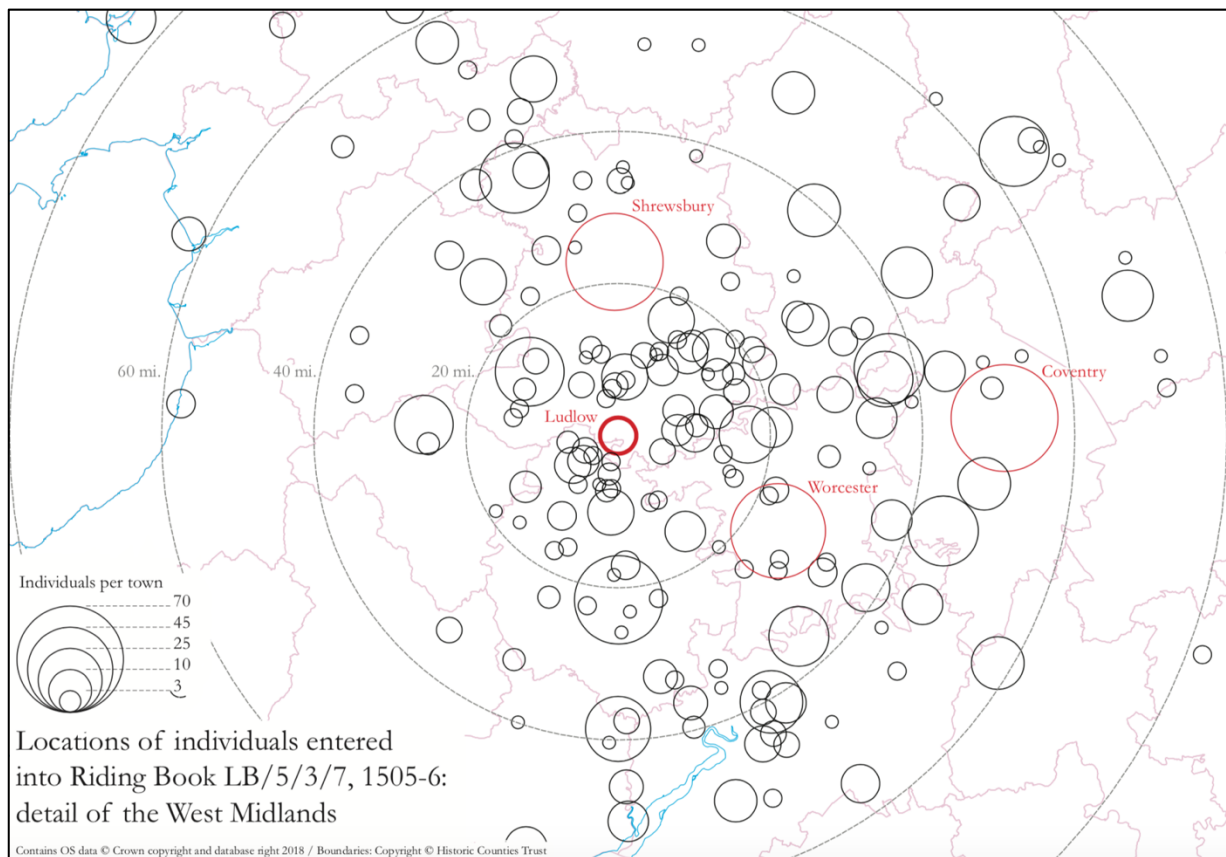 Shrewsbury
60 mi.
40 mi.
20 mi.
Coventry
Ludlow
Worcester
Individuals per town
70
45
25
10
3
Locations of individuals entered
into Riding Book LB/5/3/7, 1505-6:
detail of the West Midlands
Contains OS data © Crown copyright and database right 2018 / Boundaries: Copyright © Historic Counties Trust